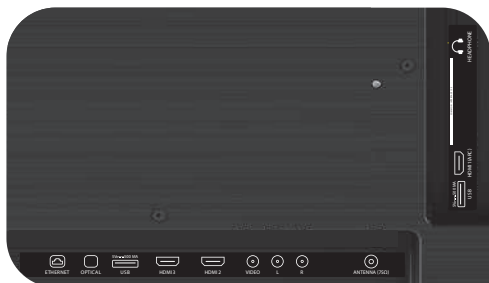 HEADPHONE
HDMI 1 (ARC)
USB
ETHERNET
OPTICAL
USB
HDMI 3
HDMI 2
VIDEO
L
R
ANTENNA (75Ω)